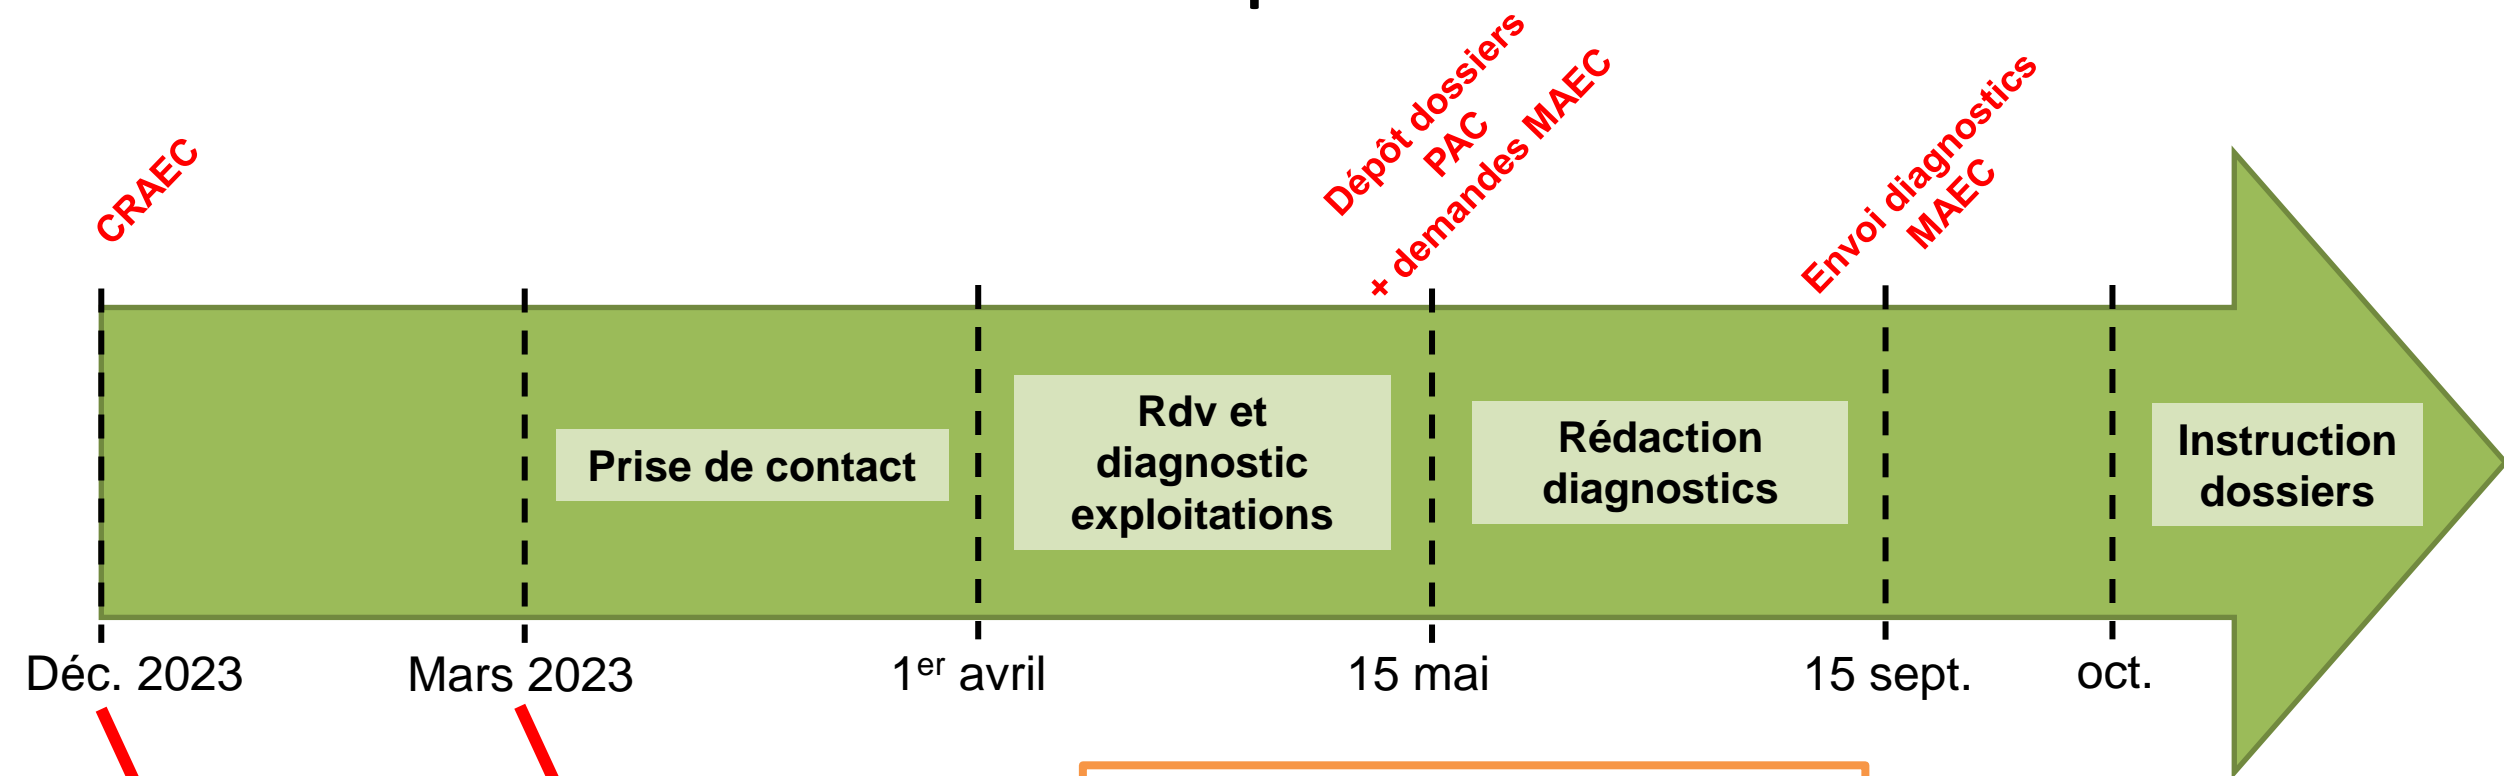 CRAEC
Dépôt dossiers
PAC
+ demandes MAEC
Envoi diagnostics
MAEC
Prise de contact
Rdv et
diagnostic
exploitations
Rédaction
diagnostics
Instruction
dossiers
Déc. 2023
Mars 2023
1er avril
15 mai
15 sept.
oct.